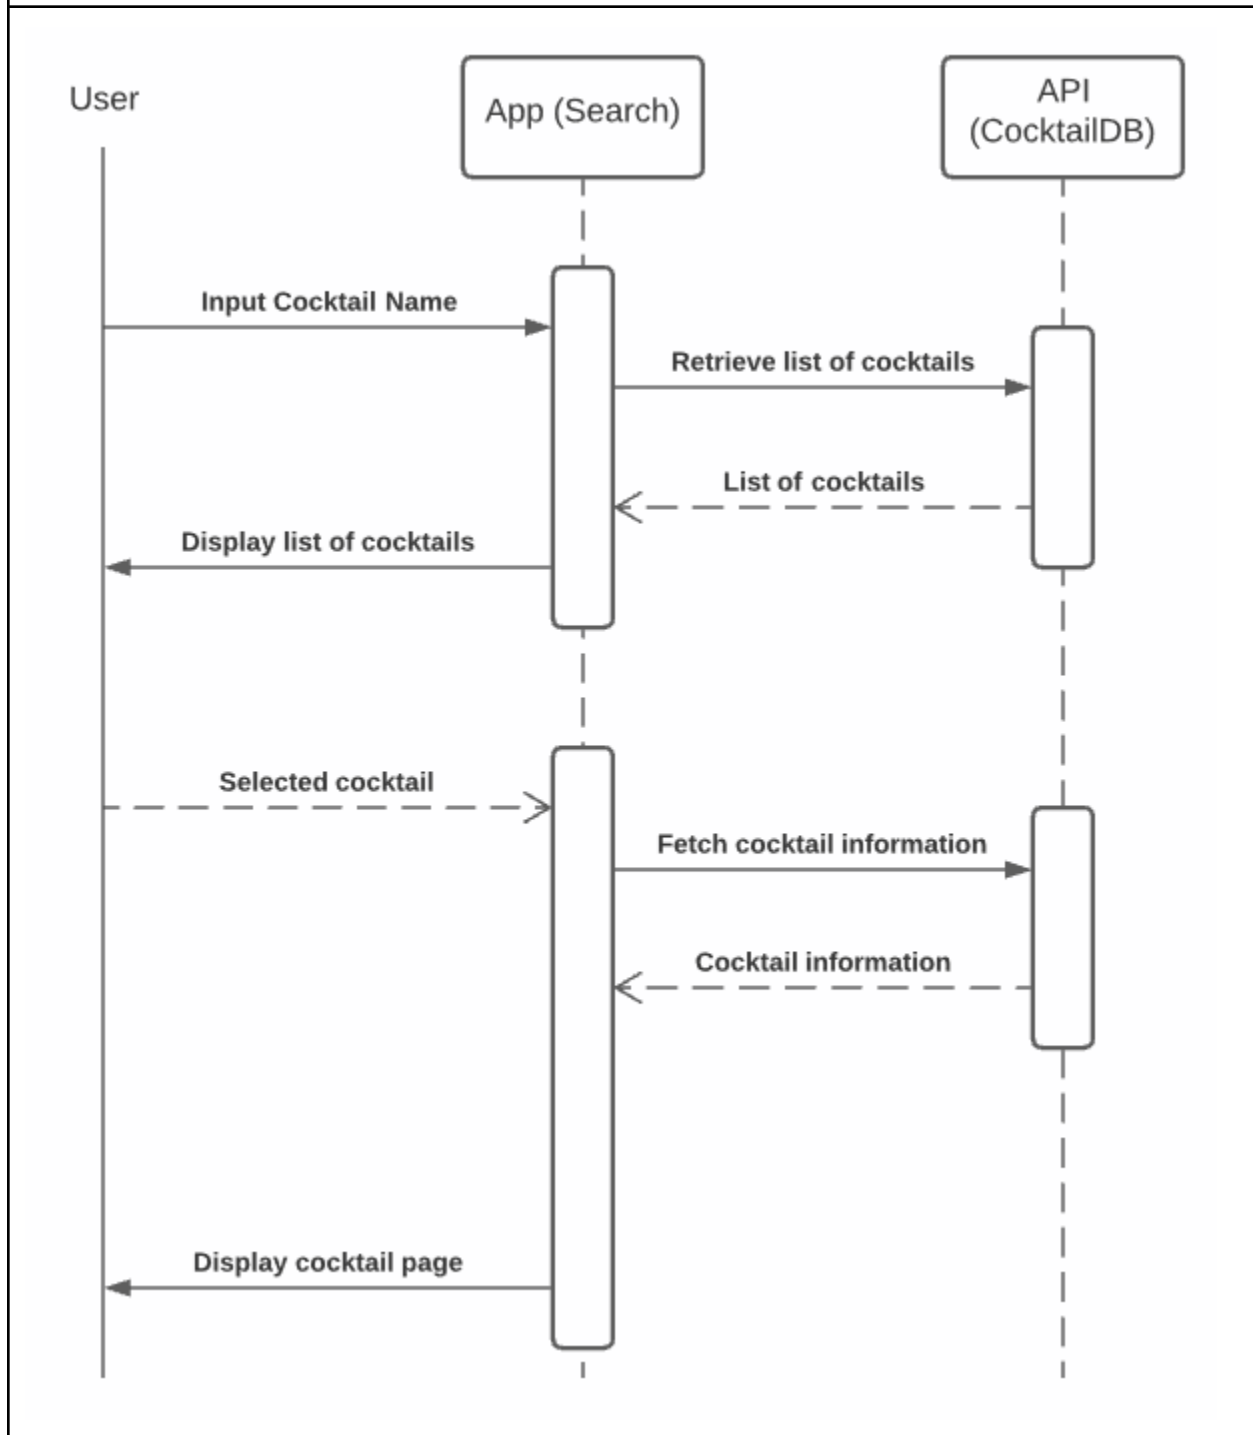 User
App (Search)
API
(CocktailDB)
Input Cocktail Name
Retrieve list of cocktails
List of cocktails
Display list of cocktails
Selected cocktail
Fetch cocktail information
Cocktail information
Display cocktail page